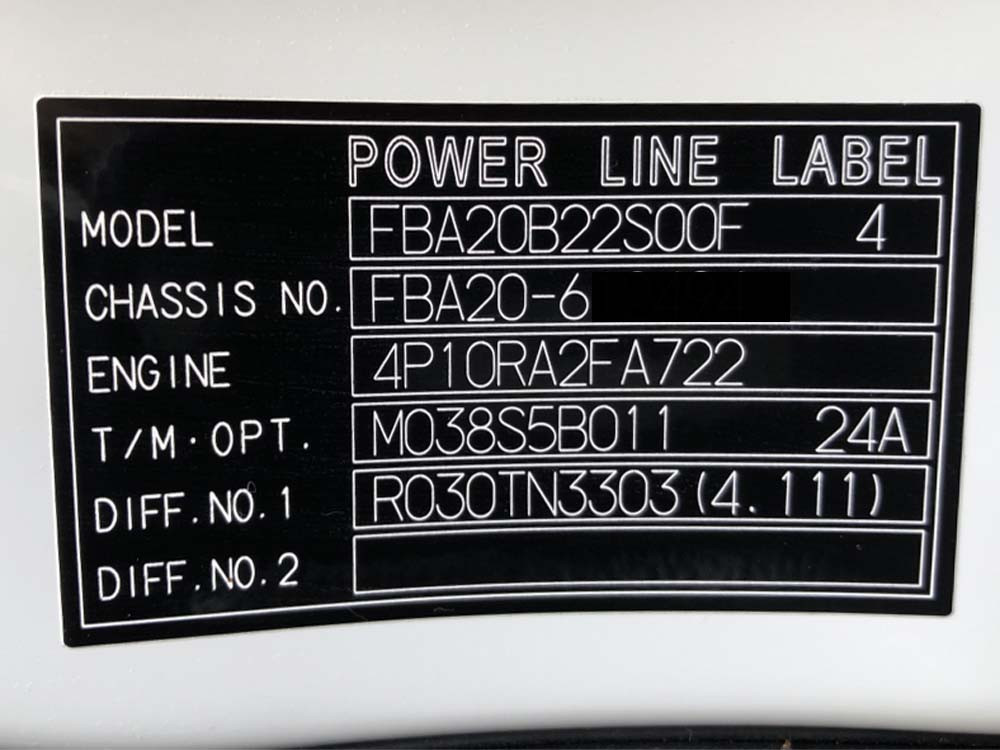 POWER LINE LABEL
MODEL FBA20B22S00F 4
CHASSIS NO. FBA20-6
ENGINE 4P10RA2FA722
T/M·OPT. M038S5B011 24A
DIFF.NO.1 R030TN3303(4.111)
DIFF.NO.2